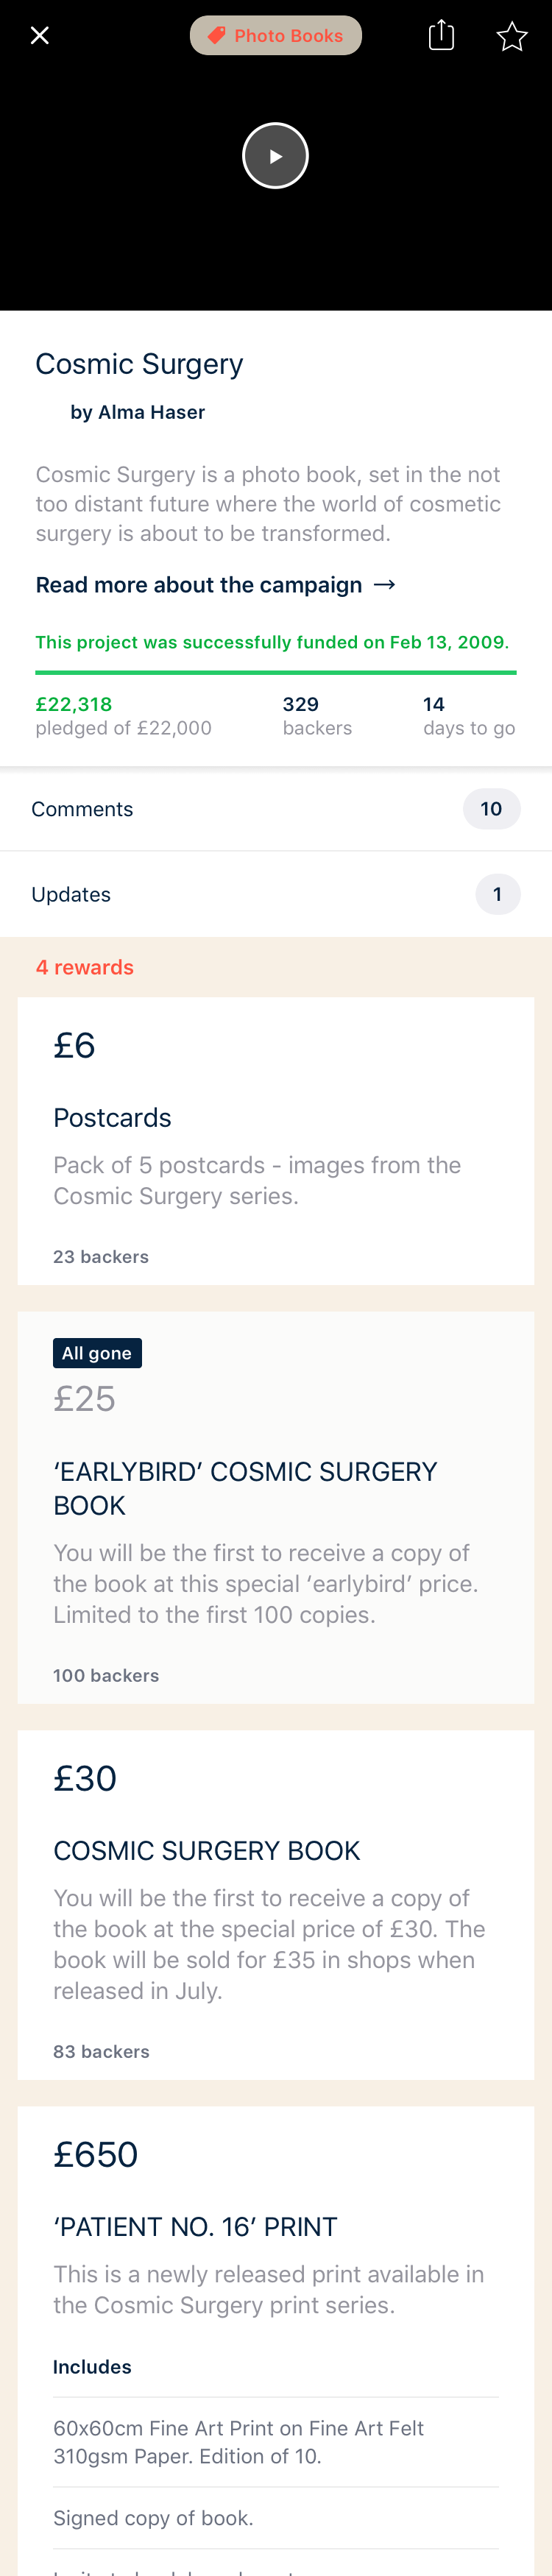 Photo Books
Cosmic Surgery
by Alma Haser
Cosmic Surgery is a photo book, set in the not
too distant future where the world of cosmetic
surgery is about to be transformed.
Read more about the campaign →
This project was successfully funded on Feb 13, 2009.
£22,318
pledged of £22,000
329
backers
14
days to go
Comments
10
Updates
1
4 rewards
£6
Postcards
Pack of 5 postcards - images from the
Cosmic Surgery series.
23 backers
All gone
£25
‘EARLYBIRD’ COSMIC SURGERY
BOOK
You will be the first to receive a copy of
the book at this special ‘earlybird’ price.
Limited to the first 100 copies.
100 backers
£30
COSMIC SURGERY BOOK
You will be the first to receive a copy of
the book at the special price of £30. The
book will be sold for £35 in shops when
released in July.
83 backers
£650
‘PATIENT NO. 16’ PRINT
This is a newly released print available in
the Cosmic Surgery print series.
Includes
60x60cm Fine Art Print on Fine Art Felt
310gsm Paper. Edition of 10.
Signed copy of book.